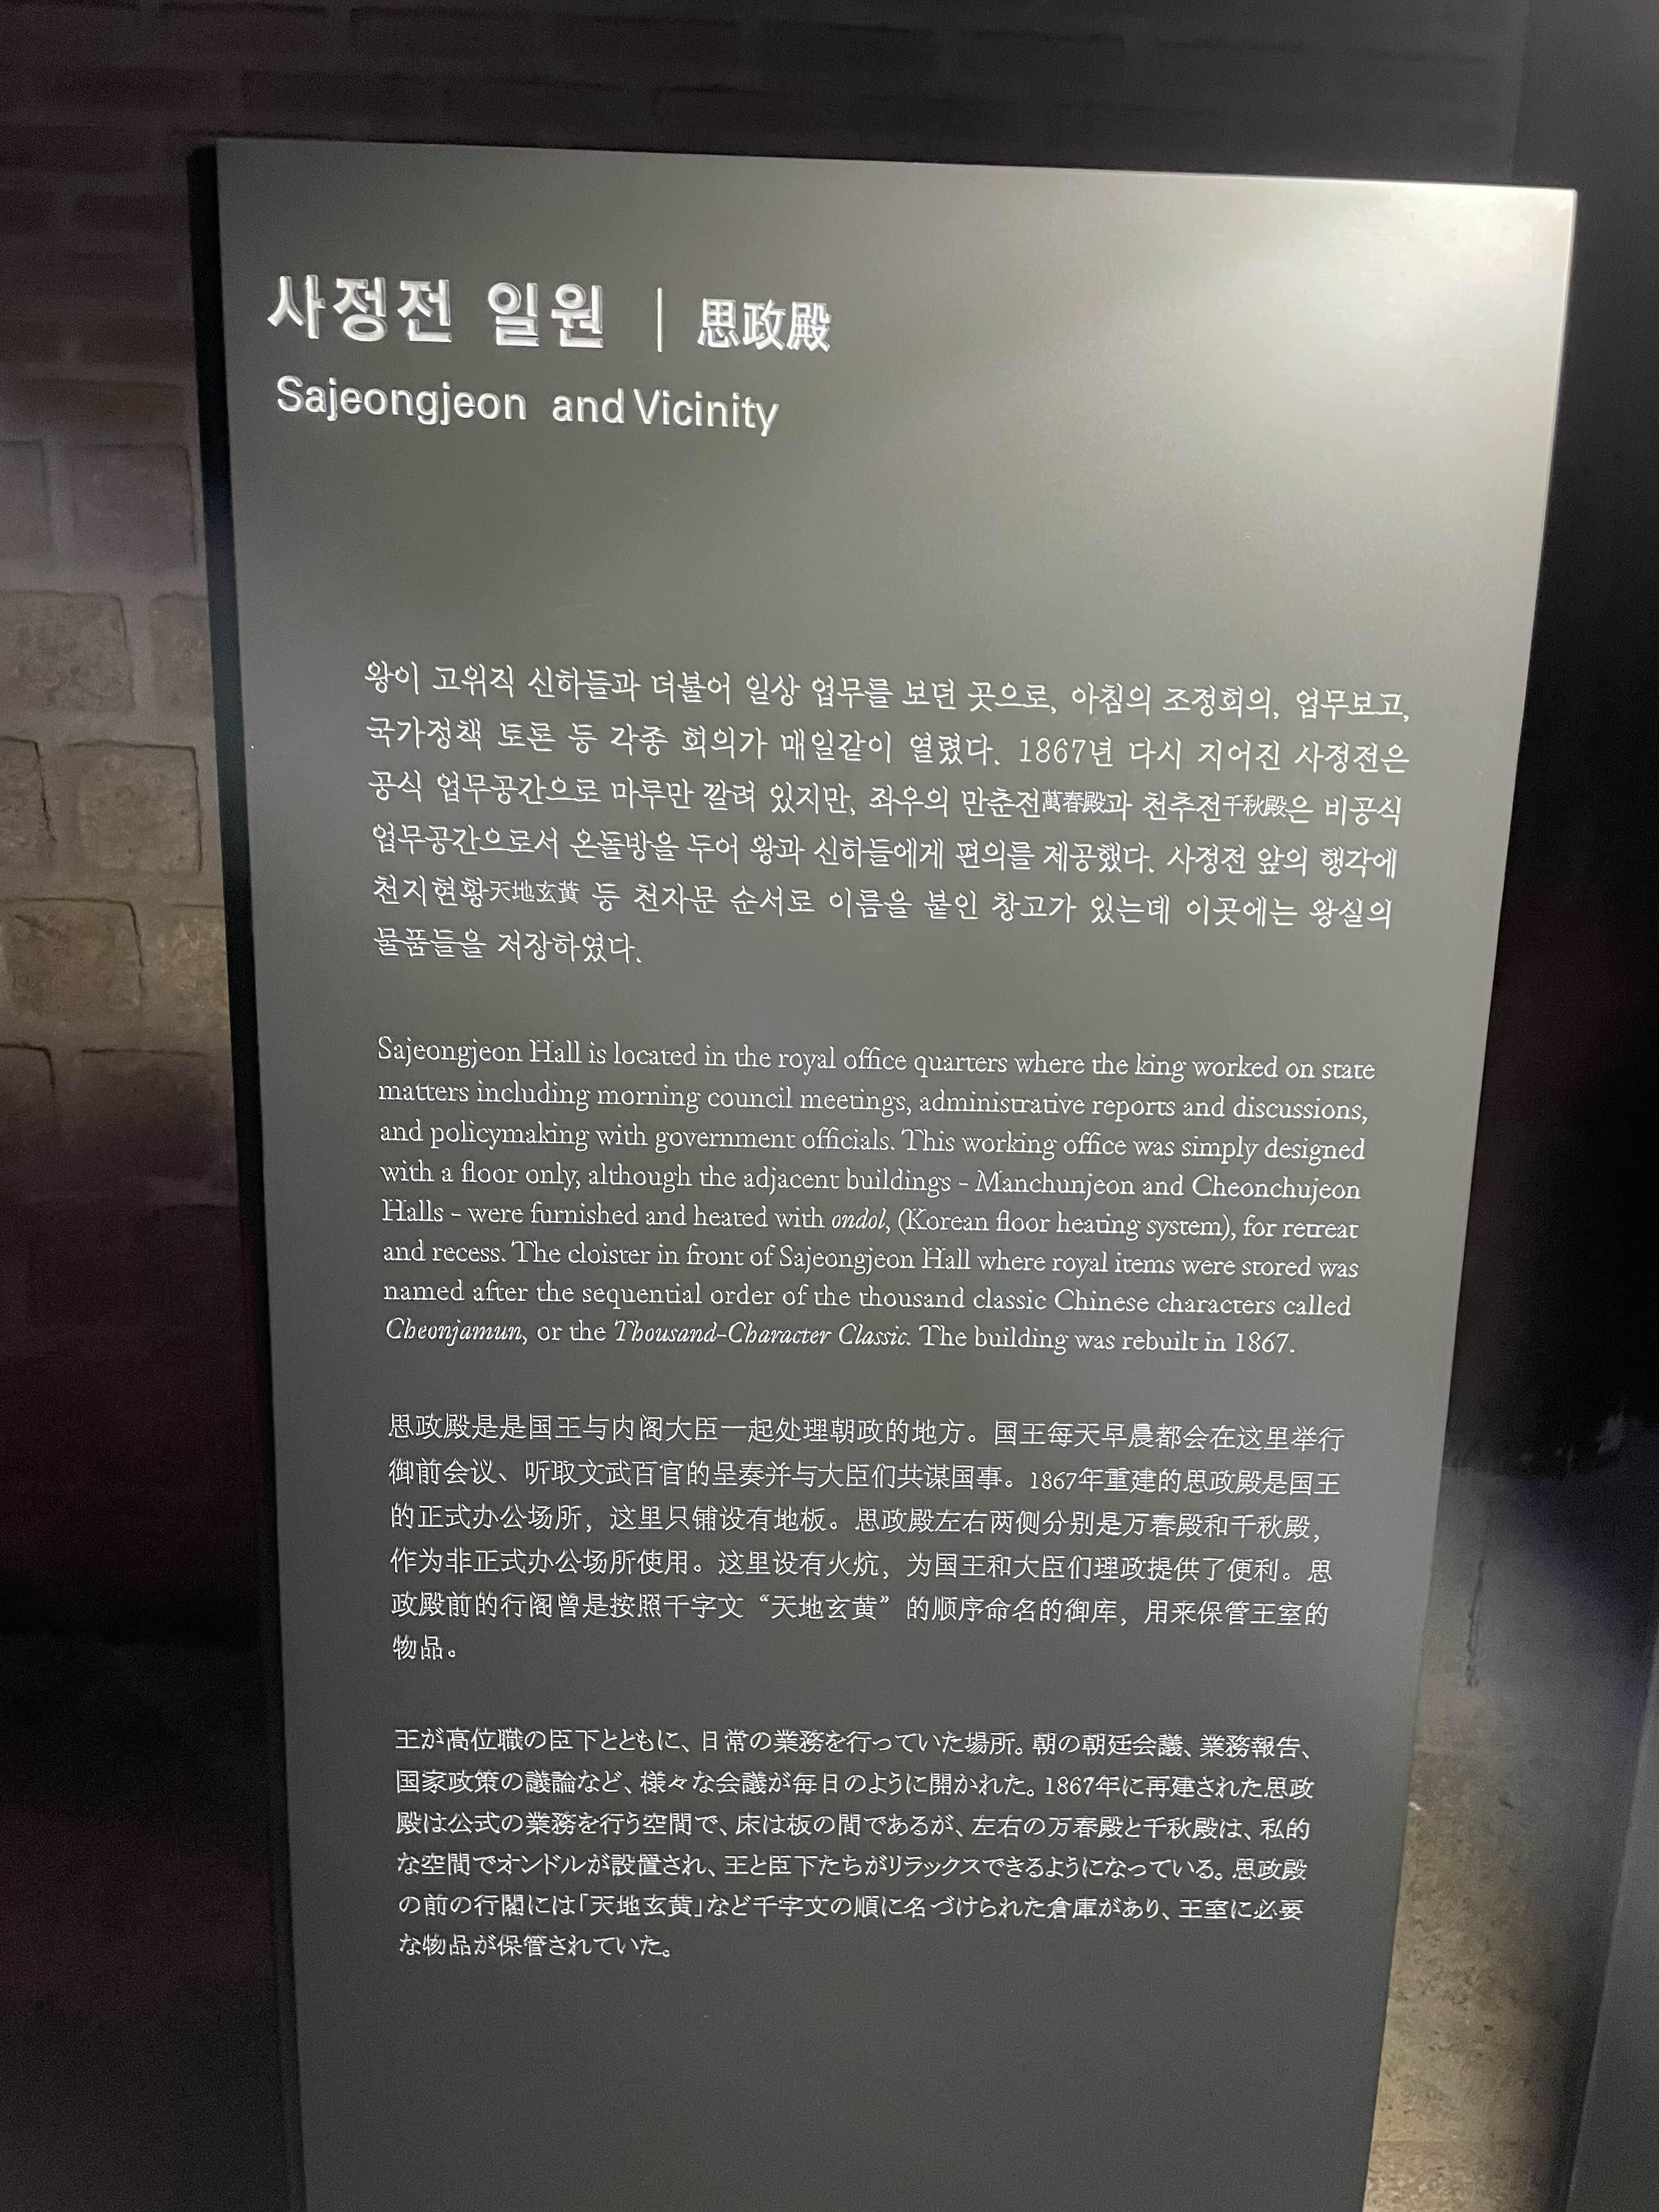 사정전 일원 | 思政殿
Sajeongjeon and Vicinity
왕이 고위직 신하들과 더불어 일상 업무를 보던 곳으로, 아침의 조정회의, 업무보고,
국가정책 토론 등 각종 회의가 매일같이 열렸다. 1867년 다시 지어진 사정전은
공식 업무공간으로 마루만 깔려 있지만, 좌우의 만춘전萬春殿과 천추전千秋殿은 비공식
업무공간으로서 온돌방을 두어 왕과 신하들에게 편의를 제공했다. 사정전 앞의 행각에
천지현황天地玄黃 등 천자문 순서로 이름을 붙인 창고가 있는데 이곳에는 왕실의
물품들을 저장하였다.
Sajeongjeon Hall is located in the royal office quarters where the king worked on state
matters including morning council meetings, administrative reports and discussions,
and policymaking with government officials. This working office was simply designed
with a floor only, although the adjacent buildings - Manchunjeon and Cheonchujeon
Halls - were furnished and heated with ondol, (Korean floor heating system), for retreat
and recess. The cloister in front of Sajeongjeon Hall where royal items were stored was
named after the sequential order of the thousand classic Chinese characters called
Cheonjamun, or the Thousand-Character Classic. The building was rebuilt in 1867.
思政殿是是国王与内阁大臣一起处理朝政的地方。国王每天早晨都会在这里举行
御前会议、听取文武百官的呈奏并与大臣们共谋国事。1867年重建的思政殿是国王
的正式办公场所，这里只铺设有地板。思政殿左右两侧分别是万春殿和千秋殿，
作为非正式办公场所使用。这里设有火炕，为国王和大臣们理政提供了便利。思
政殿前的行阁曾是按照千字文“天地玄黄”的顺序命名的御库，用来保管王室的
物品。
王が高位職の臣下とともに、日常の業務を行っていた場所。朝の朝廷会議、業務報告、
国家政策の議論など、様々な会議が毎日のように開かれた。1867年に再建された思政
殿は公式の業務を行う空間で、床は板の間であるが、左右の万春殿と千秋殿は、私的
な空間でオンドルが設置され、王と臣下たちがリラックスできるようになっている。思政殿
の前の行閣には「天地玄黄」など千字文の順に名づけられた倉庫があり、王室に必要
な物品が保管されていた。